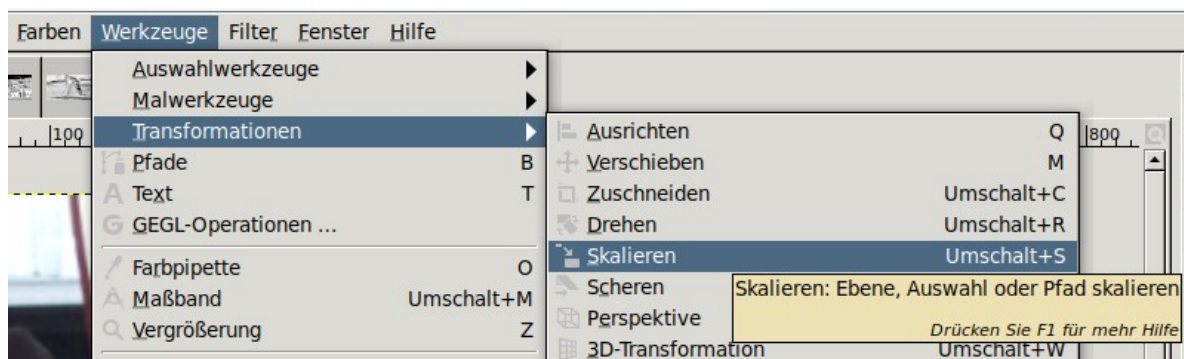 Farben Werkzeuge Filter Fenster Hilfe
Auswahlwerkzeuge
Malwerkzeuge
Transformationen
Pfade B
Text T
GEGL-Operationen ...
Farbpipette O
Maßband Umschalt+M
Vergrößerung Z
100
800
Ausrichten Q
Verschieben M
Zuschneiden Umschalt+C
Drehen Umschalt+R
Skalieren Umschalt+S
Scheren
Perspektive
3D-Transformation Umschalt+W
Skalieren: Ebene, Auswahl oder Pfad skalieren
Drücken Sie F1 für mehr Hilfe